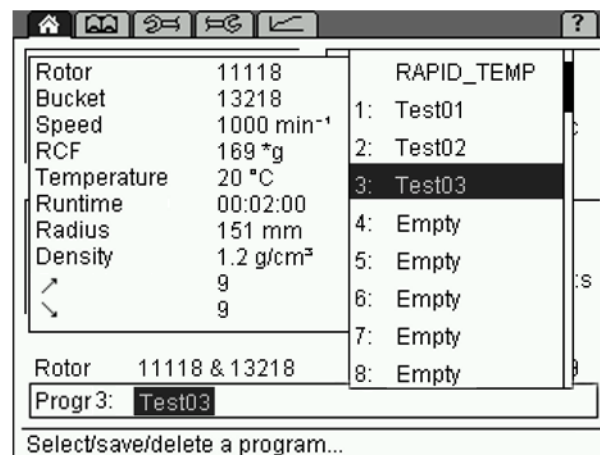 ?
Rotor 11118
Bucket 13218
Speed 1000 min⁻¹
RCF 169 *g
Temperature 20 °C
Runtime 00:02:00
Radius 151 mm
Density 1.2 g/cm³
↗ 9
↘ 9
RAPID_TEMP
1: Test01
2: Test02
3: Test03
4: Empty
5: Empty
6: Empty
7: Empty
8: Empty
:s
Rotor 11118 & 13218
Progr 3: Test03
Select/save/delete a program...